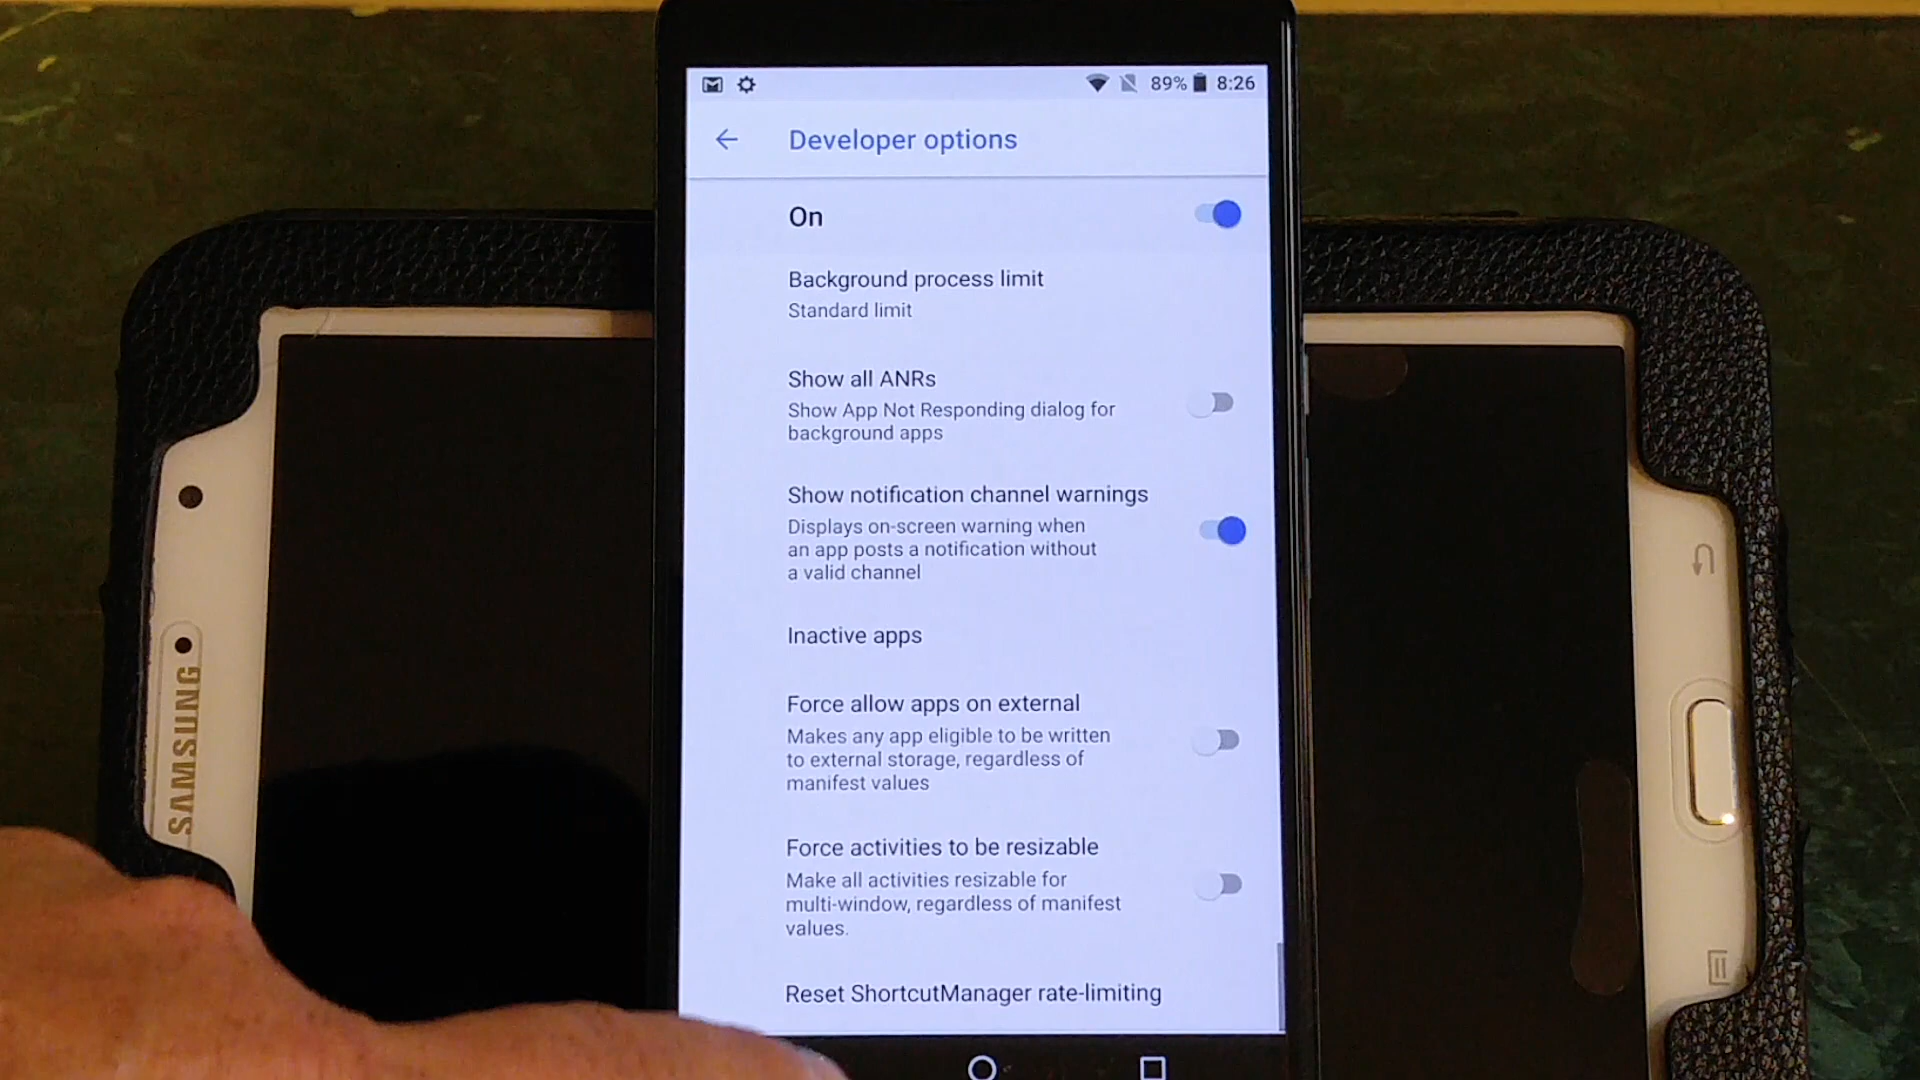 89% 8:26
Developer options
On
Background process limit
Standard limit
Show all ANRs
Show App Not Responding dialog for
background apps
Show notification channel warnings
Displays on-screen warning when
an app posts a notification without
a valid channel
Inactive apps
Force allow apps on external
Makes any app eligible to be written
to external storage, regardless of
manifest values
Force activities to be resizable
Make all activities resizable for
multi-window, regardless of manifest
values.
Reset ShortcutManager rate-limiting
SAMSUNG